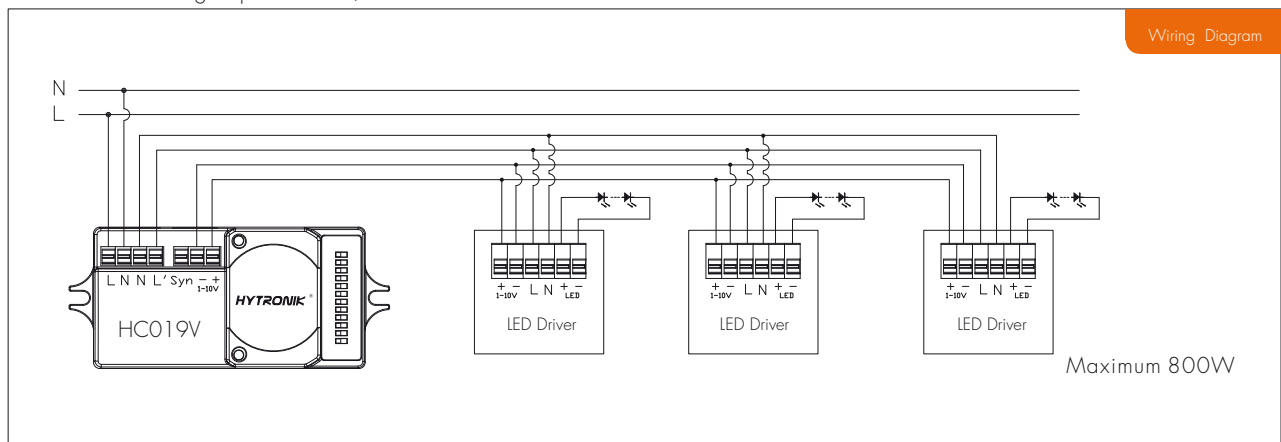 Wiring Diagram
N
L
L N N L' Syn - +
1-10V
HYTRONIK ®
HC019V
+ - L N + -
1-10V LED
LED Driver
+ - L N + -
1-10V LED
LED Driver
+ - L N + -
1-10V LED
LED Driver
Maximum 800W